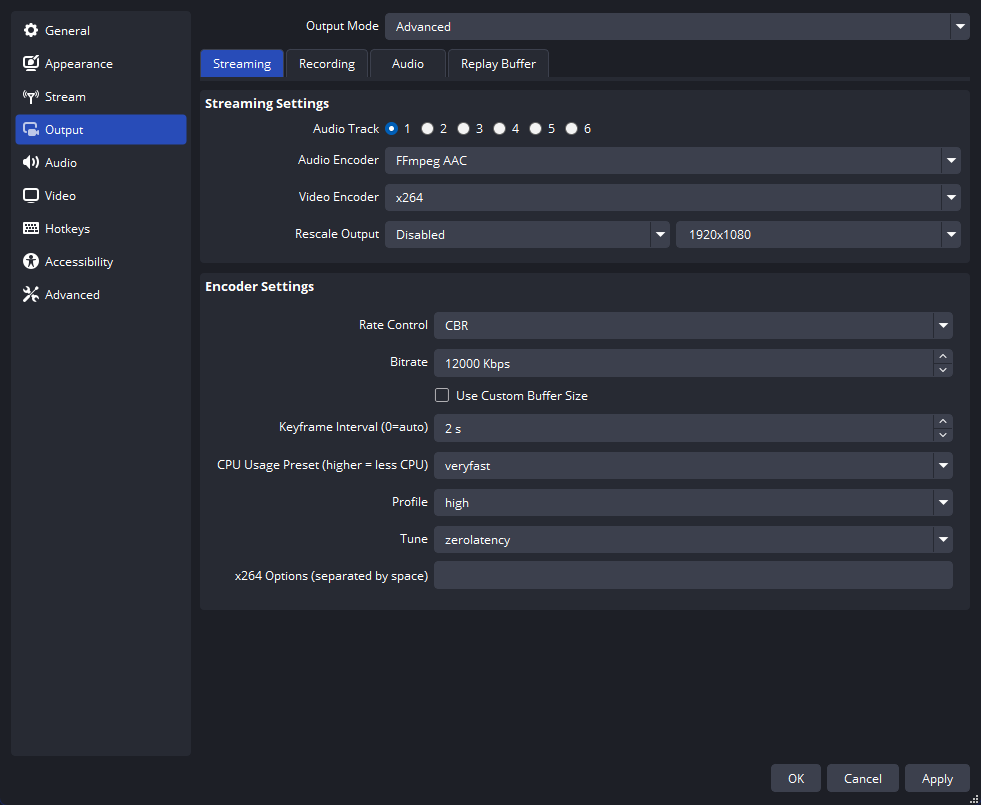 General
Appearance
Stream
Output
Audio
Video
Hotkeys
Accessibility
Advanced
Output Mode Advanced
Streaming Recording Audio Replay Buffer
Streaming Settings
Audio Track 1 2 3 4 5 6
Audio Encoder FFmpeg AAC
Video Encoder x264
Rescale Output Disabled 1920x1080
Encoder Settings
Rate Control CBR
Bitrate 12000 Kbps
Use Custom Buffer Size
Keyframe Interval (0=auto) 2 s
CPU Usage Preset (higher = less CPU) veryfast
Profile high
Tune zerolatency
x264 Options (separated by space)
OK Cancel Apply